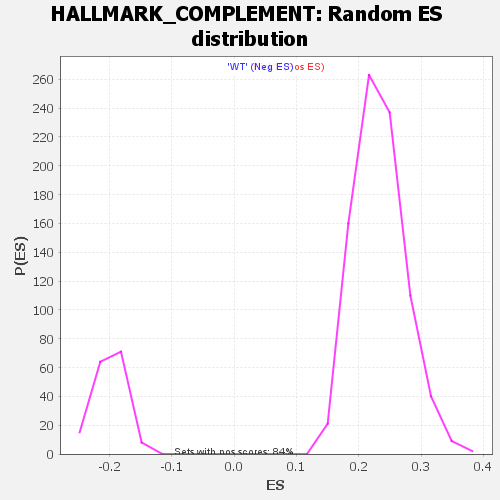 HALLMARK_COMPLEMENT: Random ES
distribution
'WT' (Neg ES)os ES)
260
240
220
200
180
160
140
120
100
80
60
40
20
0
P(ES)
Sets with pos scores: 84%
-0.2 -0.1 0.0 0.1 0.2 0.3 0.4
ES